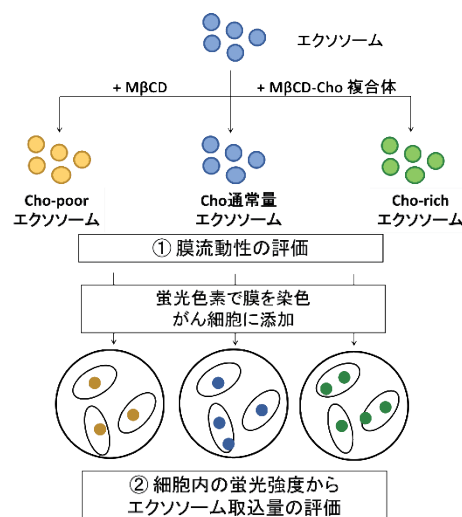 エクソソーム
+ MβCD
+ MβCD-Cho 複合体
Cho-poor
エクソソーム
Cho通常量
エクソソーム
Cho-rich
エクソソーム
① 膜流動性の評価
蛍光色素で膜を染色
がん細胞に添加
② 細胞内の蛍光強度から
エクソソーム取込量の評価